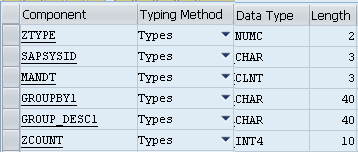 Component Typing Method Data Type Length
ZTYPE Types NUMC 2
SAPSYSID Types CHAR 3
MANDT Types CLNT 3
GROUPBY1 Types CHAR 40
GROUP_DESC1 Types CHAR 40
ZCOUNT Types INT4 10